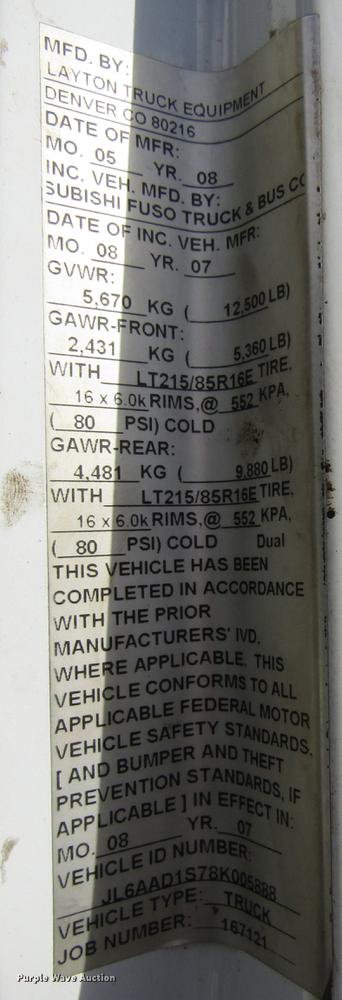 MFD. BY:
LAYTON TRUCK EQUIPMENT
DENVER CO 80216
DATE OF MFR:
MO. 05 YR. 08
INC. VEH. MFD. BY:
SUBISHI FUSO TRUCK & BUS CO
DATE OF INC. VEH. MFR:
MO. 08 YR. 07
GVWR:
5,670 KG ( 12,500 LB)
GAWR-FRONT:
2,431 KG ( 5,360 LB)
WITH LT215/85R16E TIRE,
16 x 6.0k RIMS,@ 552 KPA,
( 80 PSI) COLD
GAWR-REAR:
4,481 KG ( 9,880 LB)
WITH LT215/85R16E TIRE,
16 x 6.0k RIMS,@ 552 KPA,
( 80 PSI) COLD Dual
THIS VEHICLE HAS BEEN
COMPLETED IN ACCORDANCE
WITH THE PRIOR
MANUFACTURERS' IVD,
WHERE APPLICABLE. THIS
VEHICLE CONFORMS TO ALL
APPLICABLE FEDERAL MOTOR
VEHICLE SAFETY STANDARDS,
[ AND BUMPER AND THEFT
PREVENTION STANDARDS, IF
APPLICABLE ] IN EFFECT IN:
MO. 08 YR. 07
VEHICLE ID NUMBER:
JL6AAD1S78K005888
VEHICLE TYPE: TRUCK
JOB NUMBER: 167121
Purple Wave Auction